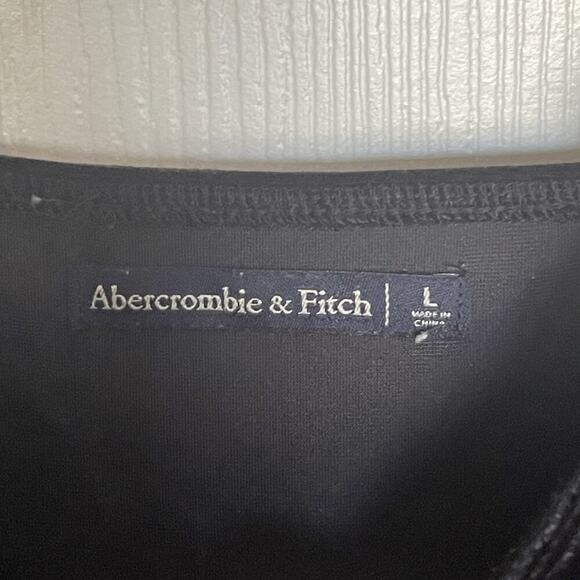 Abercrombie & Fitch
L
MADE IN
CHINA